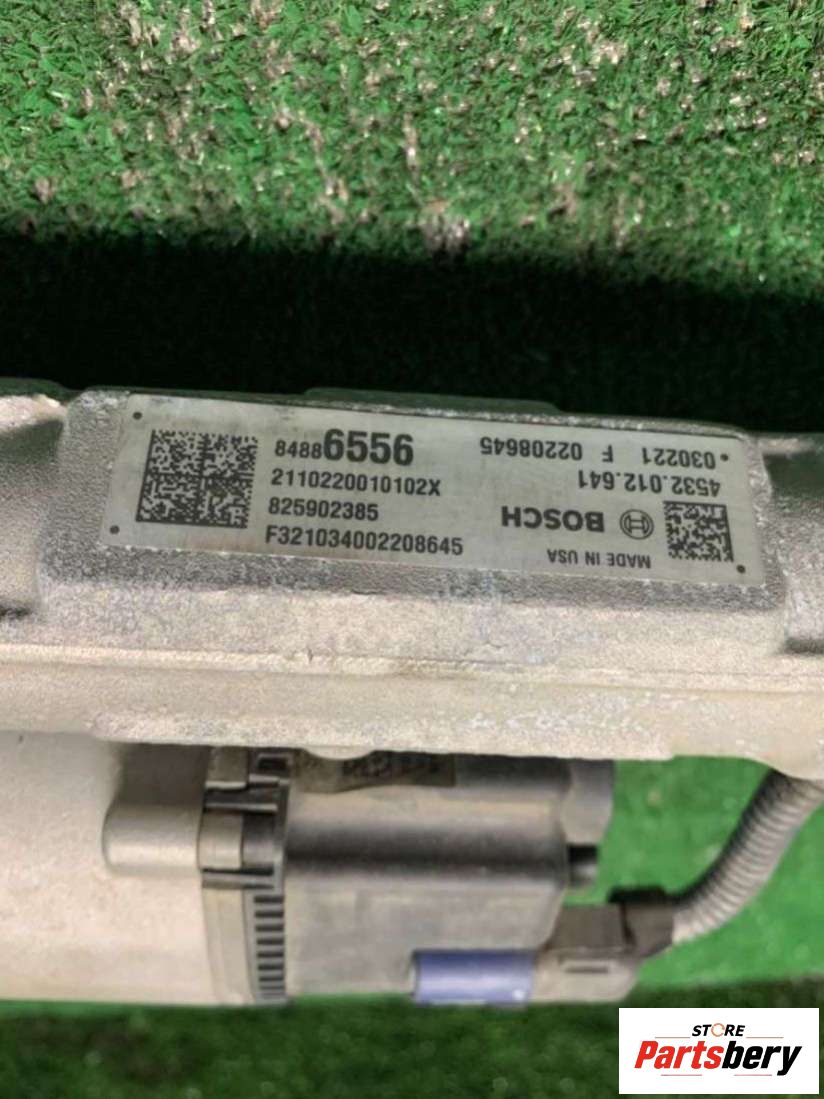 84886556
2110220010102X
825902385
F321034002208645
MADE IN USA
BOSCH
4532.012.641
030221 F 02208645
STORE
Partsbery